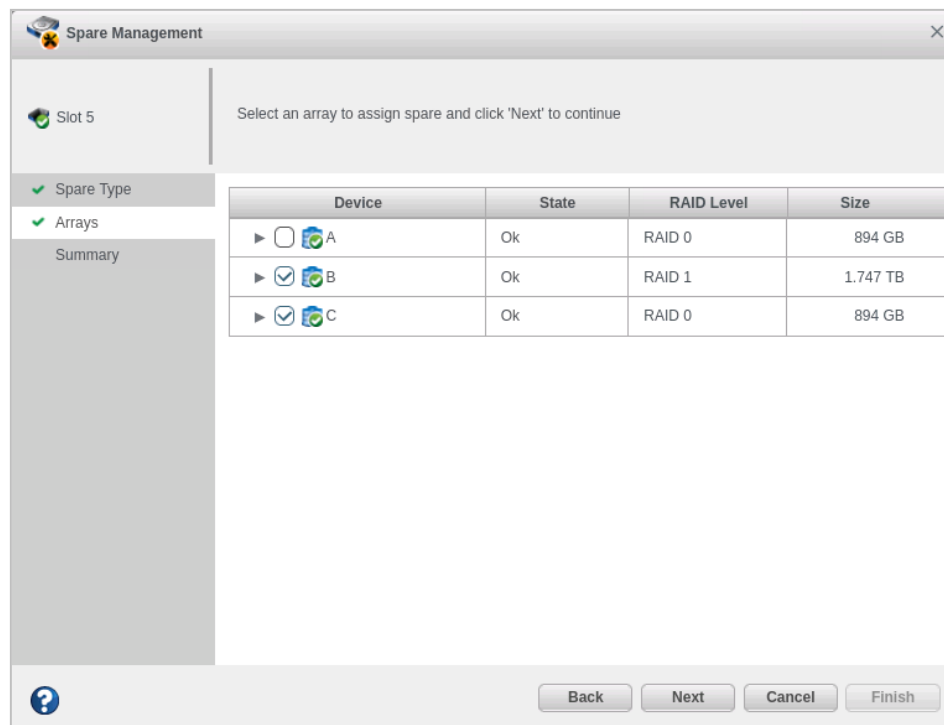 Spare Management
Slot 5
Select an array to assign spare and click 'Next' to continue
Spare Type
Arrays
Summary
Device State RAID Level Size
A Ok RAID 0 894 GB
B Ok RAID 1 1.747 TB
C Ok RAID 0 894 GB
? Back Next Cancel Finish